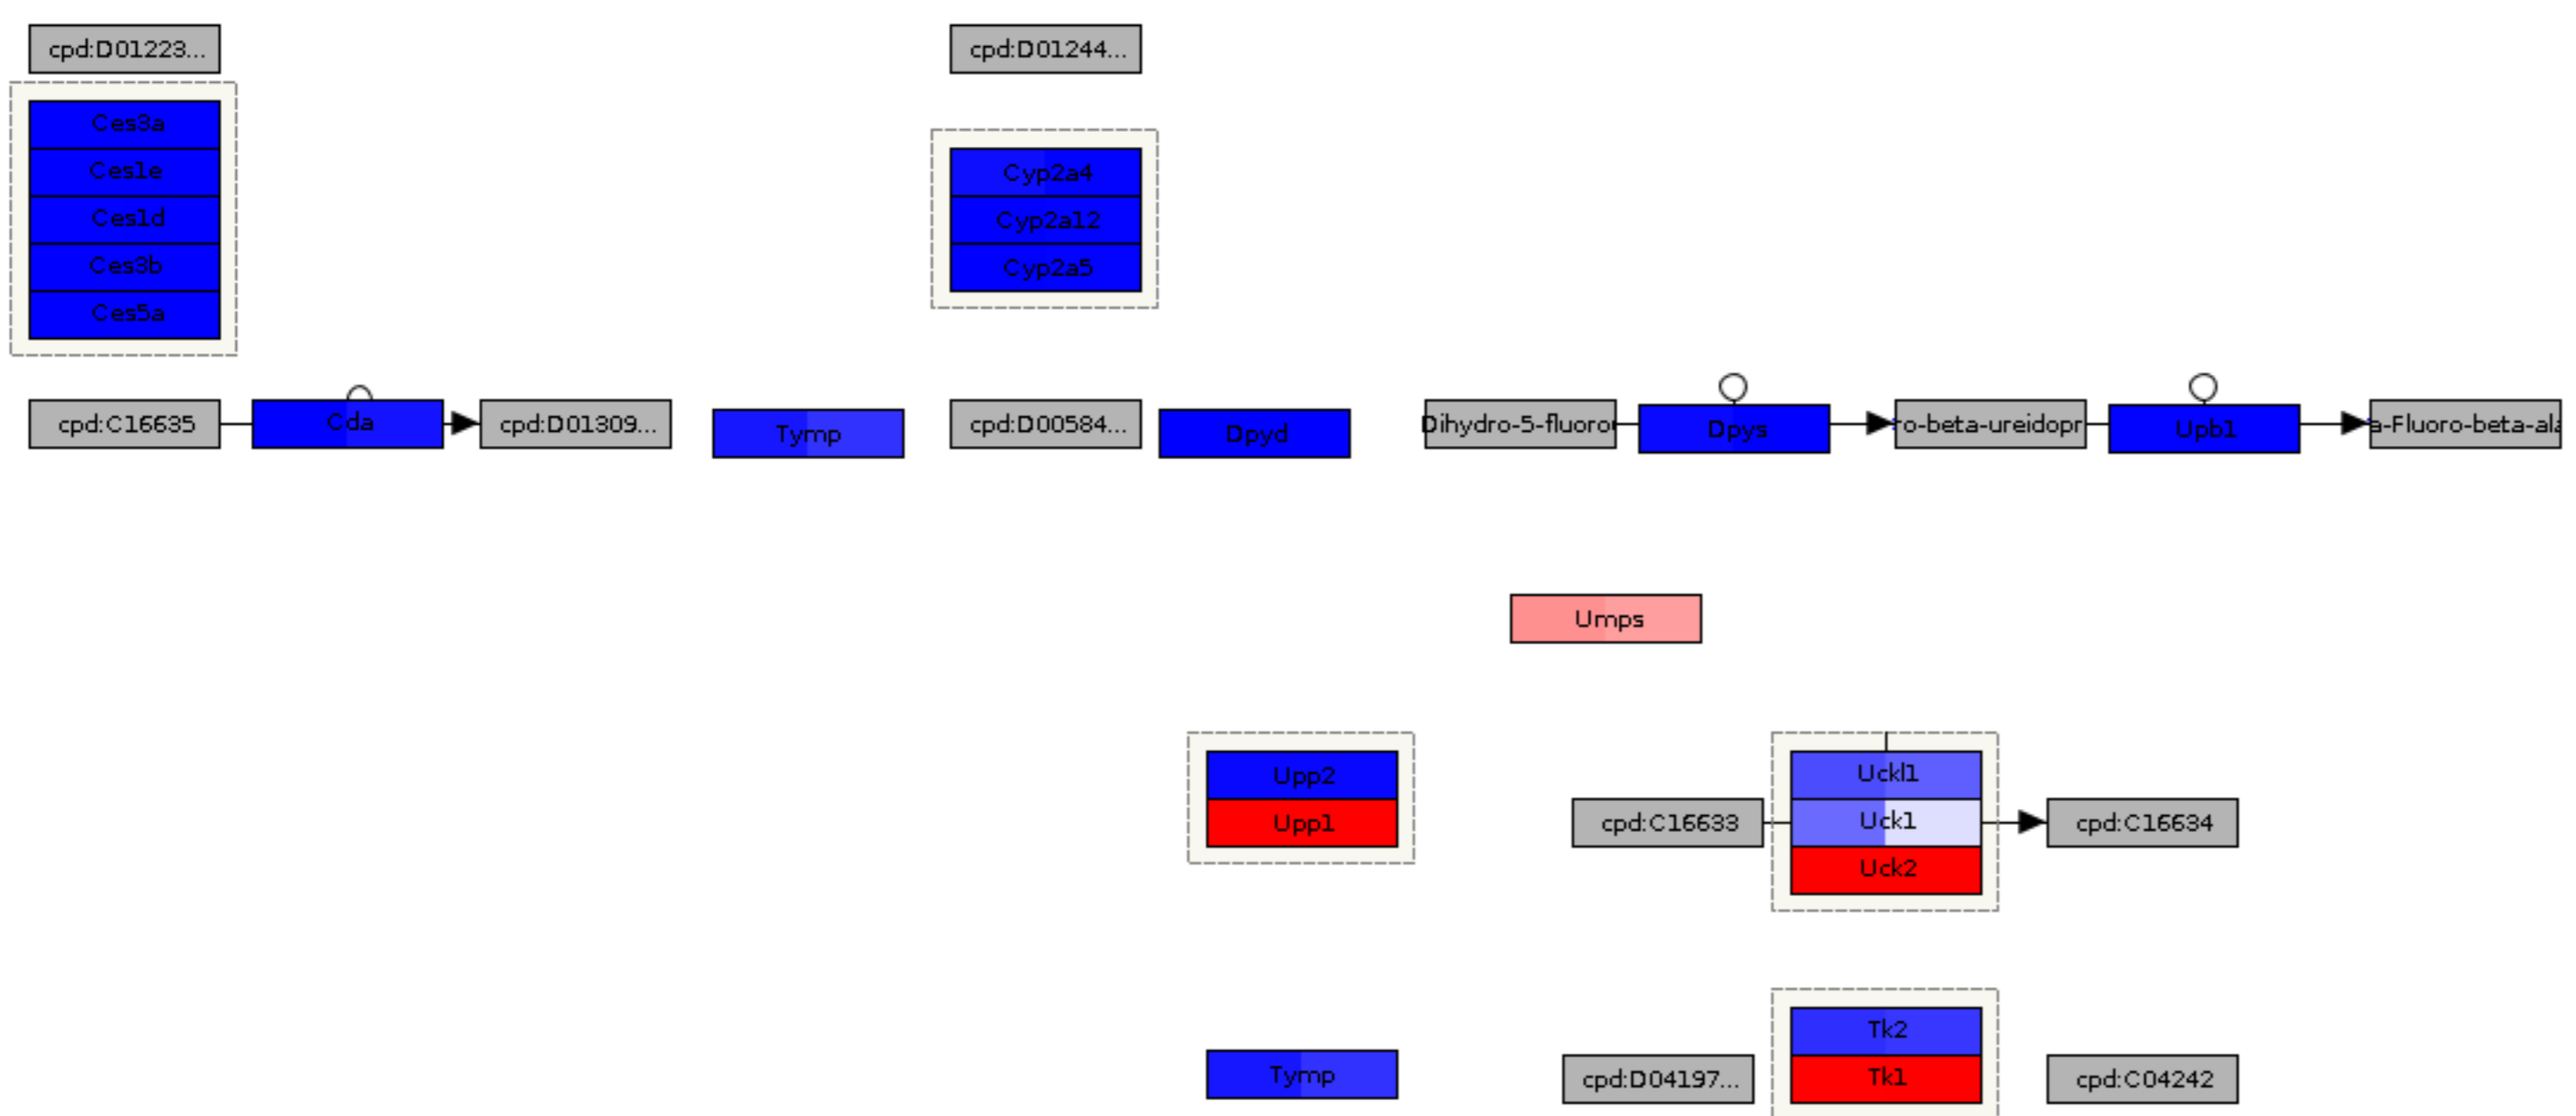 cpd:D01223...
cpd:D01244...
Ces3a
Ces1e
Ces1d
Ces3b
Ces5a
Cyp2a4
Cyp2a12
Cyp2a5
cpd:C16635
Cda
cpd:D01309...
Tymp
cpd:D00584...
Dpyd
Dihydro-5-fluoro
Dpys
ro-beta-ureidopr
Upb1
a-Fluoro-beta-ala
Umps
Upp2
Upp1
cpd:C16633
Uckl1
Uck1
Uck2
cpd:C16634
Tymp
cpd:D04197...
Tk2
Tk1
cpd:C04242